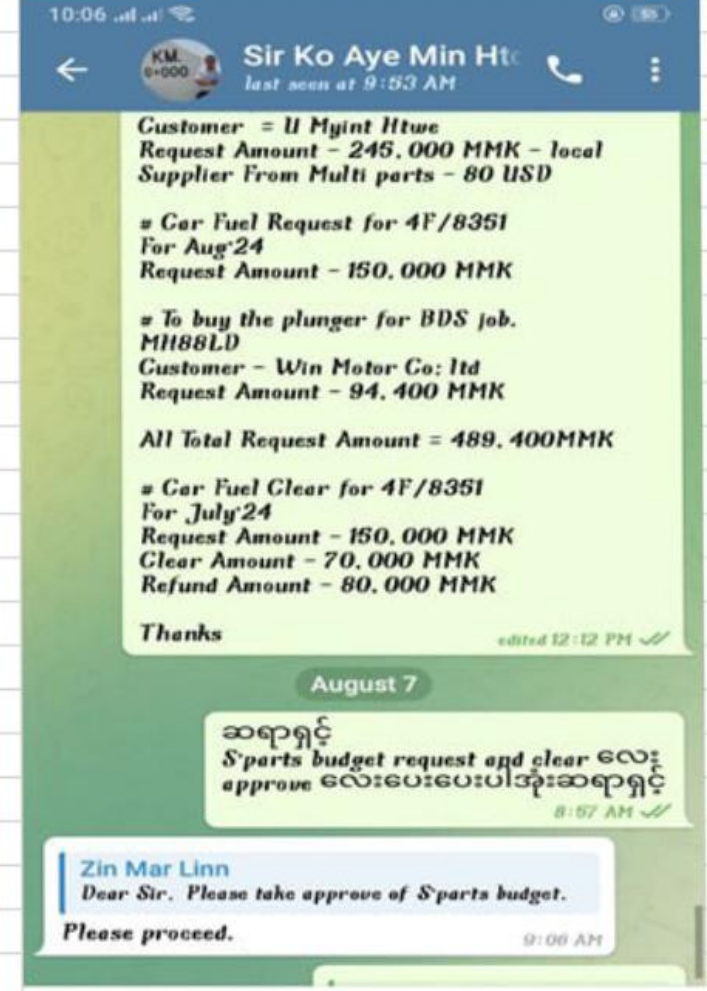 10:06
55
KM.
0+000
Sir Ko Aye Min Htc
last seen at 9:53 AM
Customer = U Myint Htwe
Request Amount - 245,000 MMK - local
Supplier From Multi parts - 80 USD
# Car Fuel Request for 4F/8351
For Aug'24
Request Amount - 150,000 MMK
# To buy the plunger for BDS job.
MH88LD
Customer - Win Motor Co; ltd
Request Amount - 94,400 MMK
All Total Request Amount = 489,400MMK
# Car Fuel Clear for 4F/8351
For July'24
Request Amount - 150,000 MMK
Clear Amount - 70,000 MMK
Refund Amount - 80,000 MMK
Thanks
edited 12:12 PM
August 7
ဆရာရှင့်
S'parts budget request and clear လေး
approve လေးပေးပေးပါအုံးဆရာရှင့်
8:57 AM
Zin Mar Linn
Dear Sir, Please take approve of S'parts budget.
Please proceed.
9:06 AM